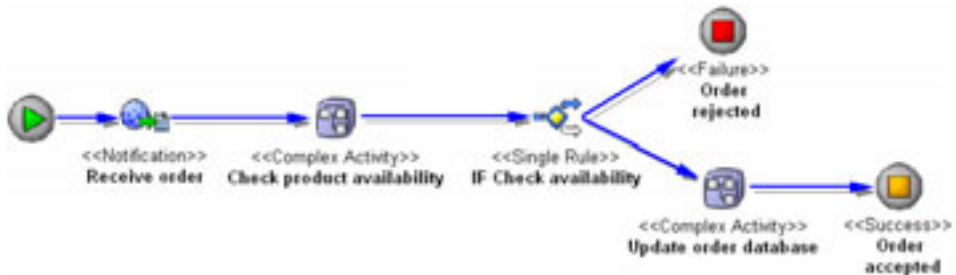 <<Failure>>
Order
rejected
<<Notification>>
Receive order
<<Complex Activity>>
Check product availability
<<Single Rule>>
IF Check availability
<<Complex Activity>>
Update order database
<<Success>>
Order
accepted